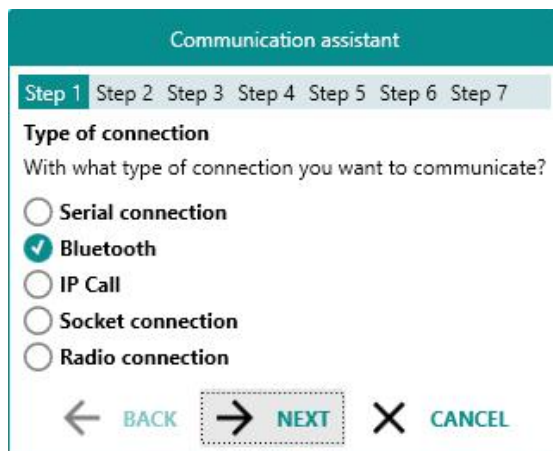 Communication assistant
Step 1 Step 2 Step 3 Step 4 Step 5 Step 6 Step 7
Type of connection
With what type of connection you want to communicate?
Serial connection
Bluetooth
IP Call
Socket connection
Radio connection
BACK NEXT CANCEL